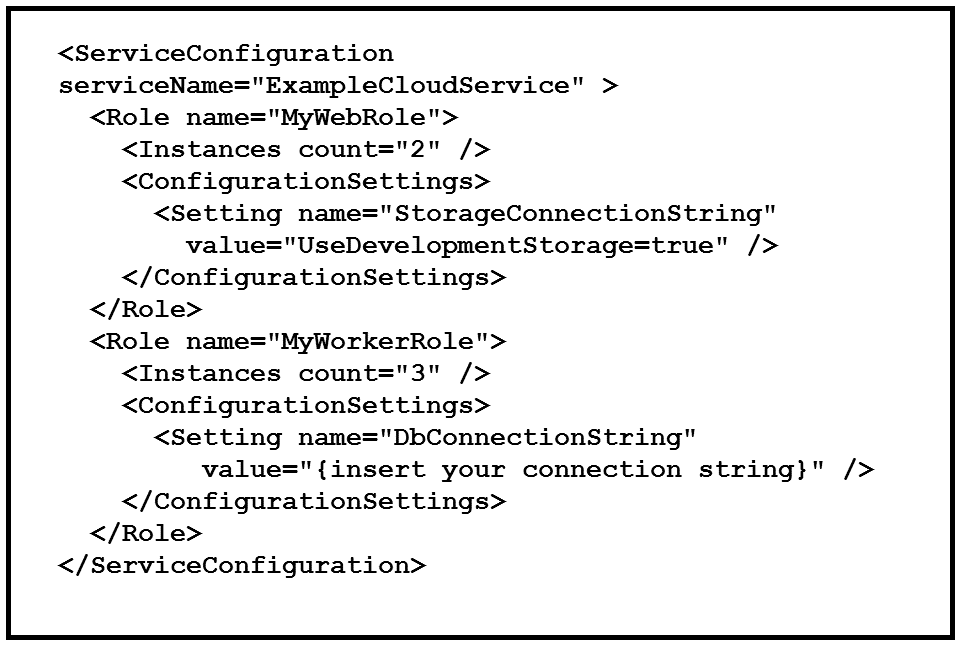 <ServiceConfiguration
serviceName="ExampleCloudService" >
  <Role name="MyWebRole">
    <Instances count="2" />
    <ConfigurationSettings>
      <Setting name="StorageConnectionString"
        value="UseDevelopmentStorage=true" />
    </ConfigurationSettings>
  </Role>
  <Role name="MyWorkerRole">
    <Instances count="3" />
    <ConfigurationSettings>
      <Setting name="DbConnectionString"
         value="{insert your connection string}" />
    </ConfigurationSettings>
  </Role>
</ServiceConfiguration>